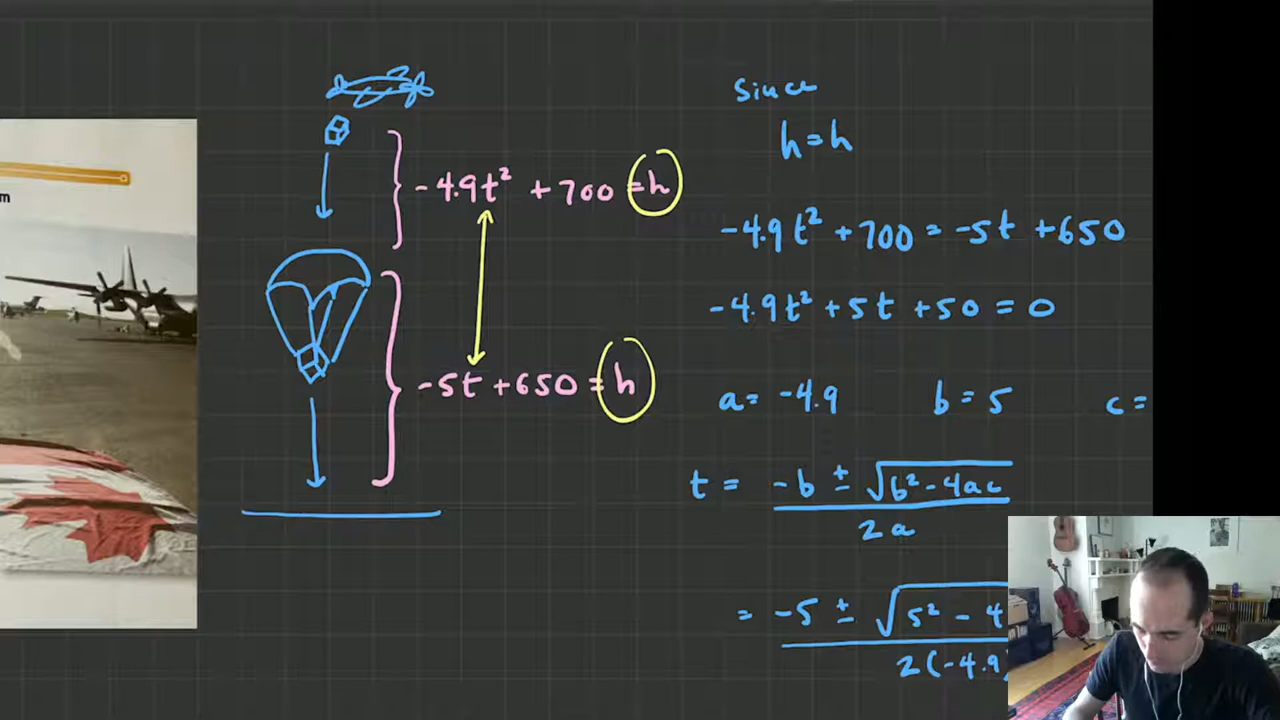 m
Since
h = h
-4.9t² + 700 = h
-4.9t² + 700 = -5t + 650
-4.9t² + 5t + 50 = 0
-5t + 650 = h
a = -4.9 b = 5 c =
t = -b ± √b² - 4ac
2a
= -5 ± √5² - 4
2(-4.9)